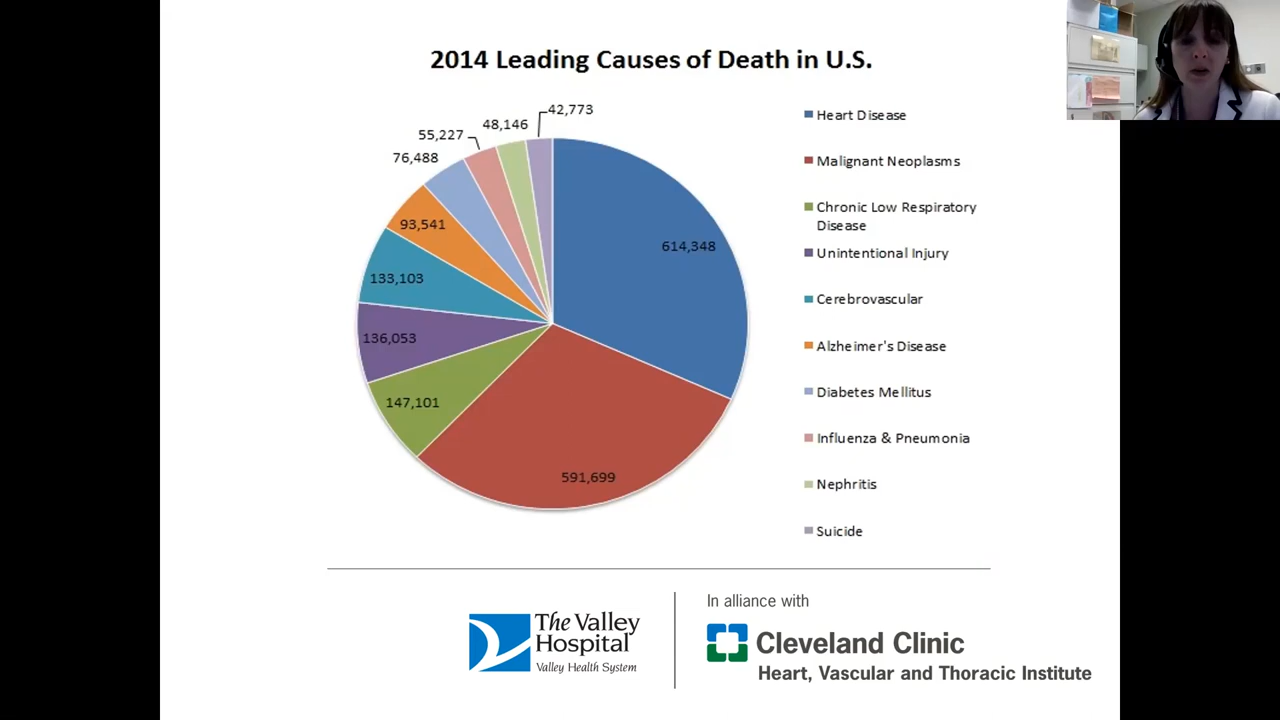 2014 Leading Causes of Death in U.S.
42,773
48,146
55,227
76,488
93,541
133,103
136,053
147,101
591,699
614,348
Heart Disease
Malignant Neoplasms
Chronic Low Respiratory
Disease
Unintentional Injury
Cerebrovascular
Alzheimer's Disease
Diabetes Mellitus
Influenza & Pneumonia
Nephritis
Suicide
The Valley
Hospital
Valley Health System
In alliance with
Cleveland Clinic
Heart, Vascular and Thoracic Institute